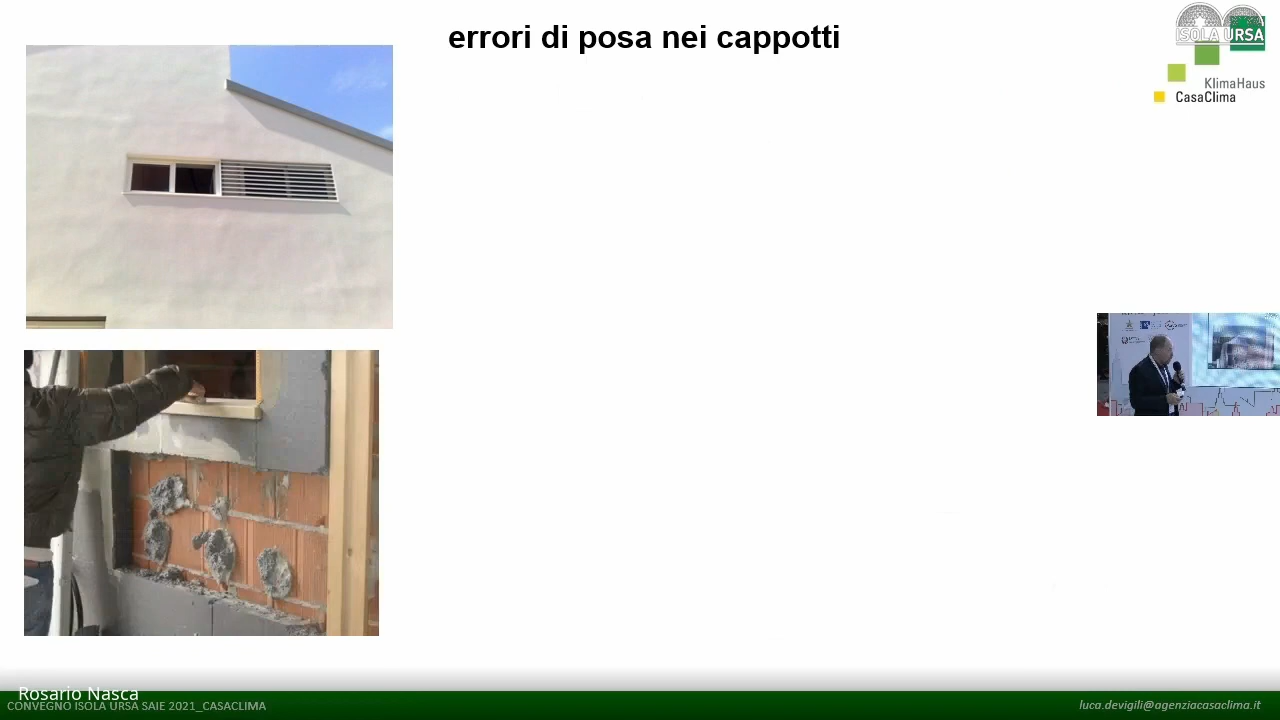 errori di posa nei cappotti
ISOLA URSA
KlimaHaus
CasaClima
Rosario Nasca
CONVEGNO ISOLA URSA SAIE 2021_CASACLIMA
luca.devigili@agenziacasaclima.it